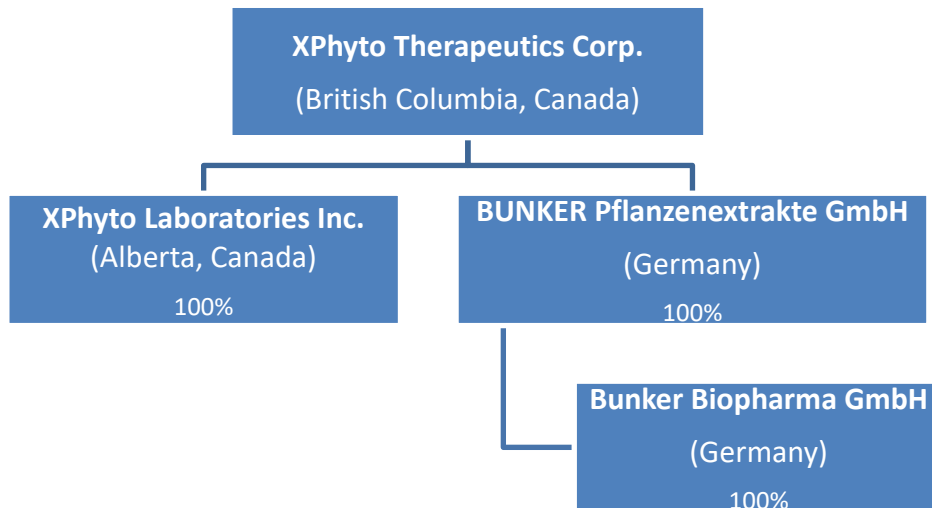 XPhyto Therapeutics Corp.
(British Columbia, Canada)
XPhyto Laboratories Inc.
(Alberta, Canada)
100%
BUNKER Pflanzenextrakte GmbH
(Germany)
100%
Bunker Biopharma GmbH
(Germany)
100%